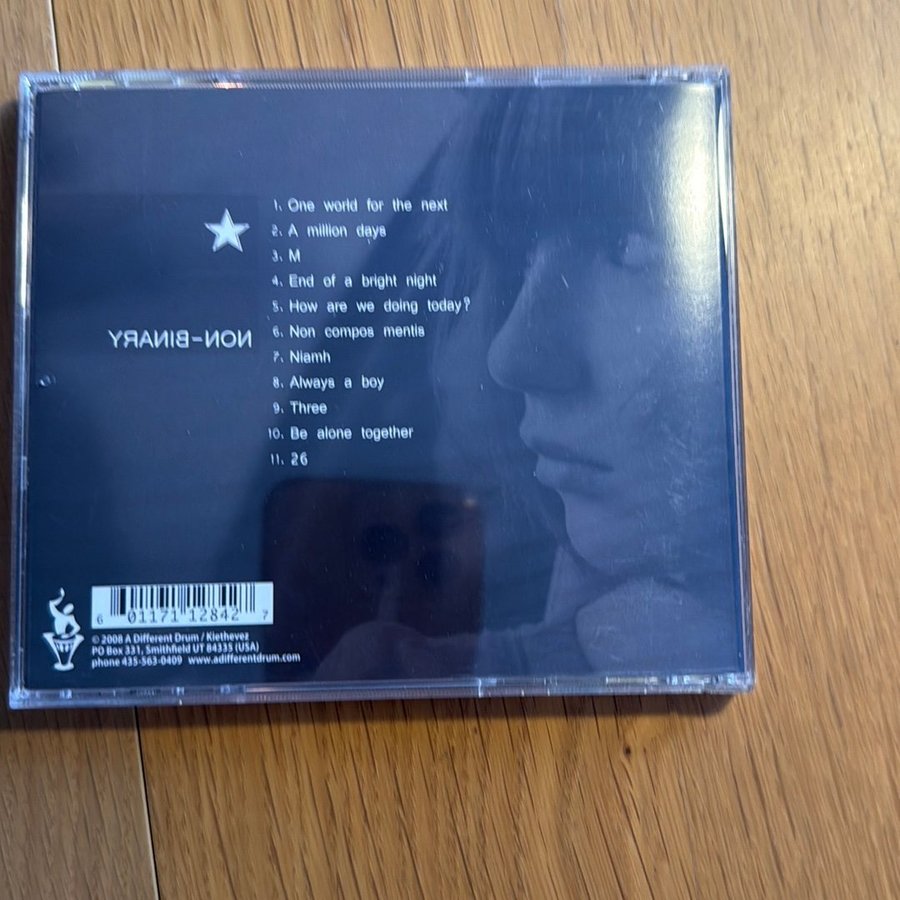 1. One world for the next
2. A million days
3. M
4. End of a bright night
5. How are we doing today?
6. Non compos mentis
7. Niamh
8. Always a boy
9. Three
10. Be alone together
11. 26
NON-BINARY
6 01171 12842 7
© 2008 A Different Drum / Kiethevez
PO Box 331, Smithfield UT 84335 (USA)
phone 435-563-0409 www.adifferentdrum.com